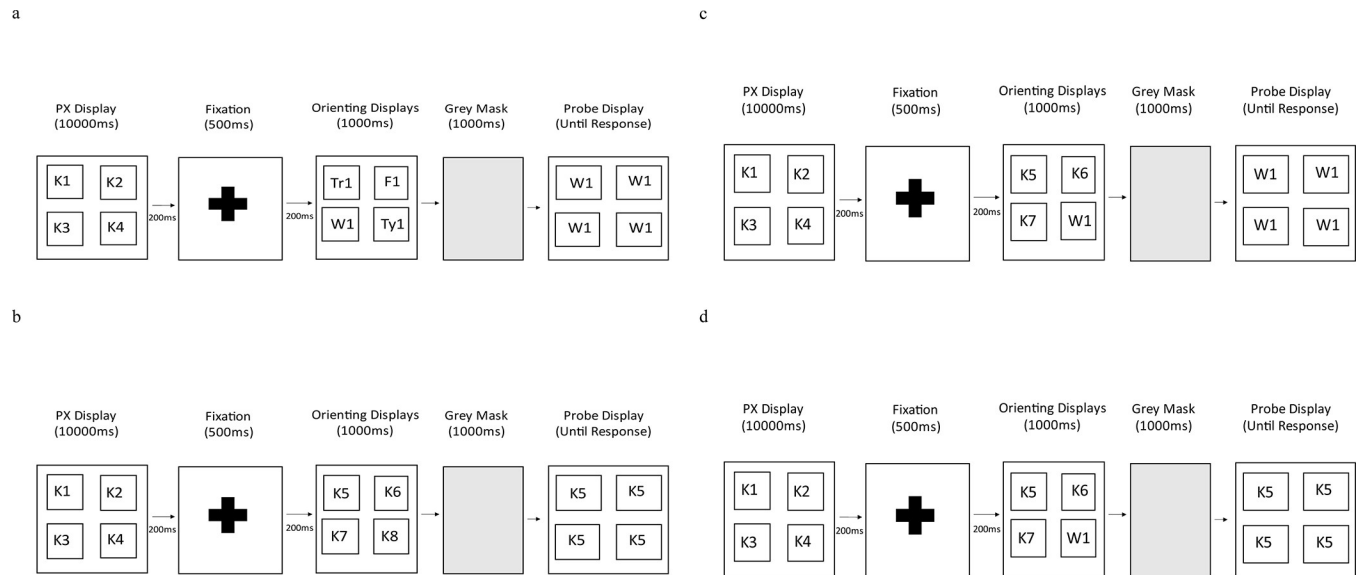 a
PX Display Fixation Orienting Displays Grey Mask Probe Display
(10000ms) (500ms) (1000ms) (1000ms) (Until Response)
K1 K2 Tr1 F1 W1 W1
200ms 200ms
K3 K4 W1 Ty1 W1 W1
b
PX Display Fixation Orienting Displays Grey Mask Probe Display
(10000ms) (500ms) (1000ms) (1000ms) (Until Response)
K1 K2 K5 K6 K5 K5
200ms 200ms
K3 K4 K7 K8 K5 K5
c
PX Display Fixation Orienting Displays Grey Mask Probe Display
(10000ms) (500ms) (1000ms) (1000ms) (Until Response)
K1 K2 K5 K6 W1 W1
200ms 200ms
K3 K4 K7 W1 W1 W1
d
PX Display Fixation Orienting Displays Grey Mask Probe Display
(10000ms) (500ms) (1000ms) (1000ms) (Until Response)
K1 K2 K5 K6 K5 K5
200ms 200ms
K3 K4 K7 W1 K5 K5